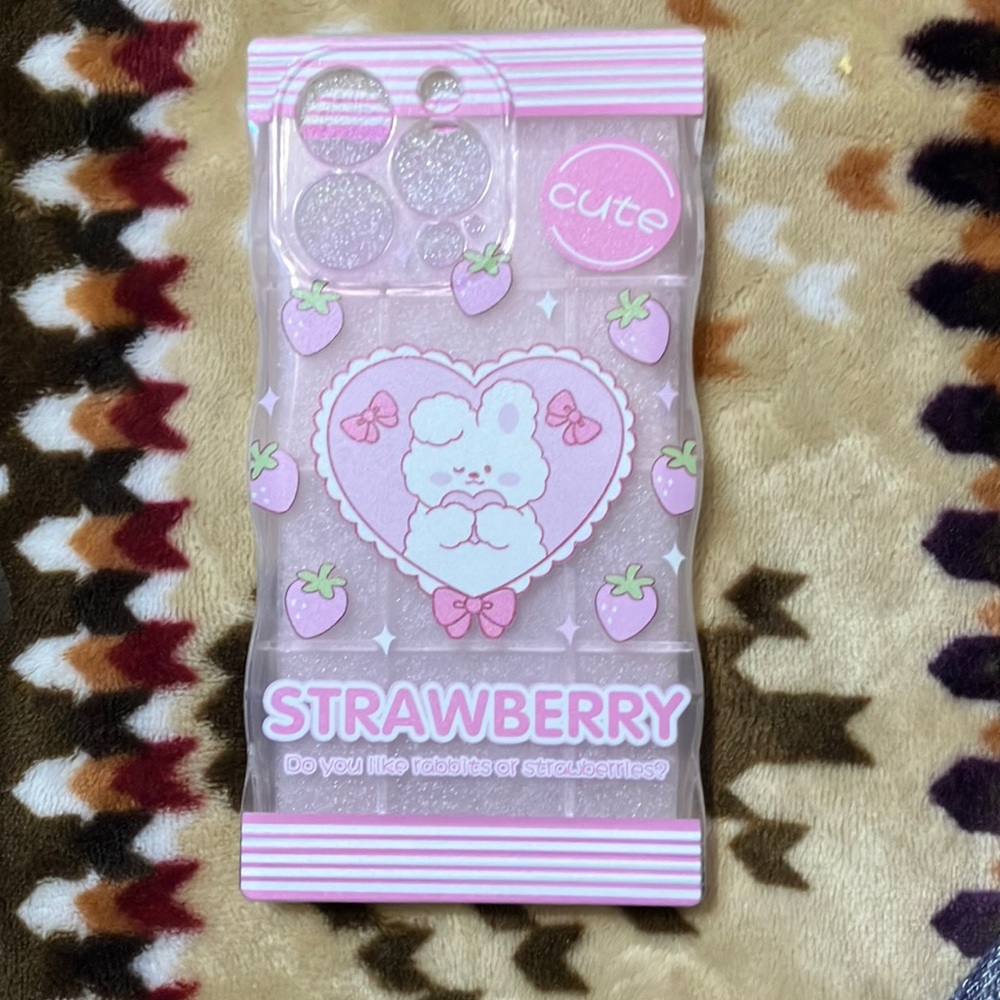 cute
STRAWBERRY
Do you like rabbits or strawberries?